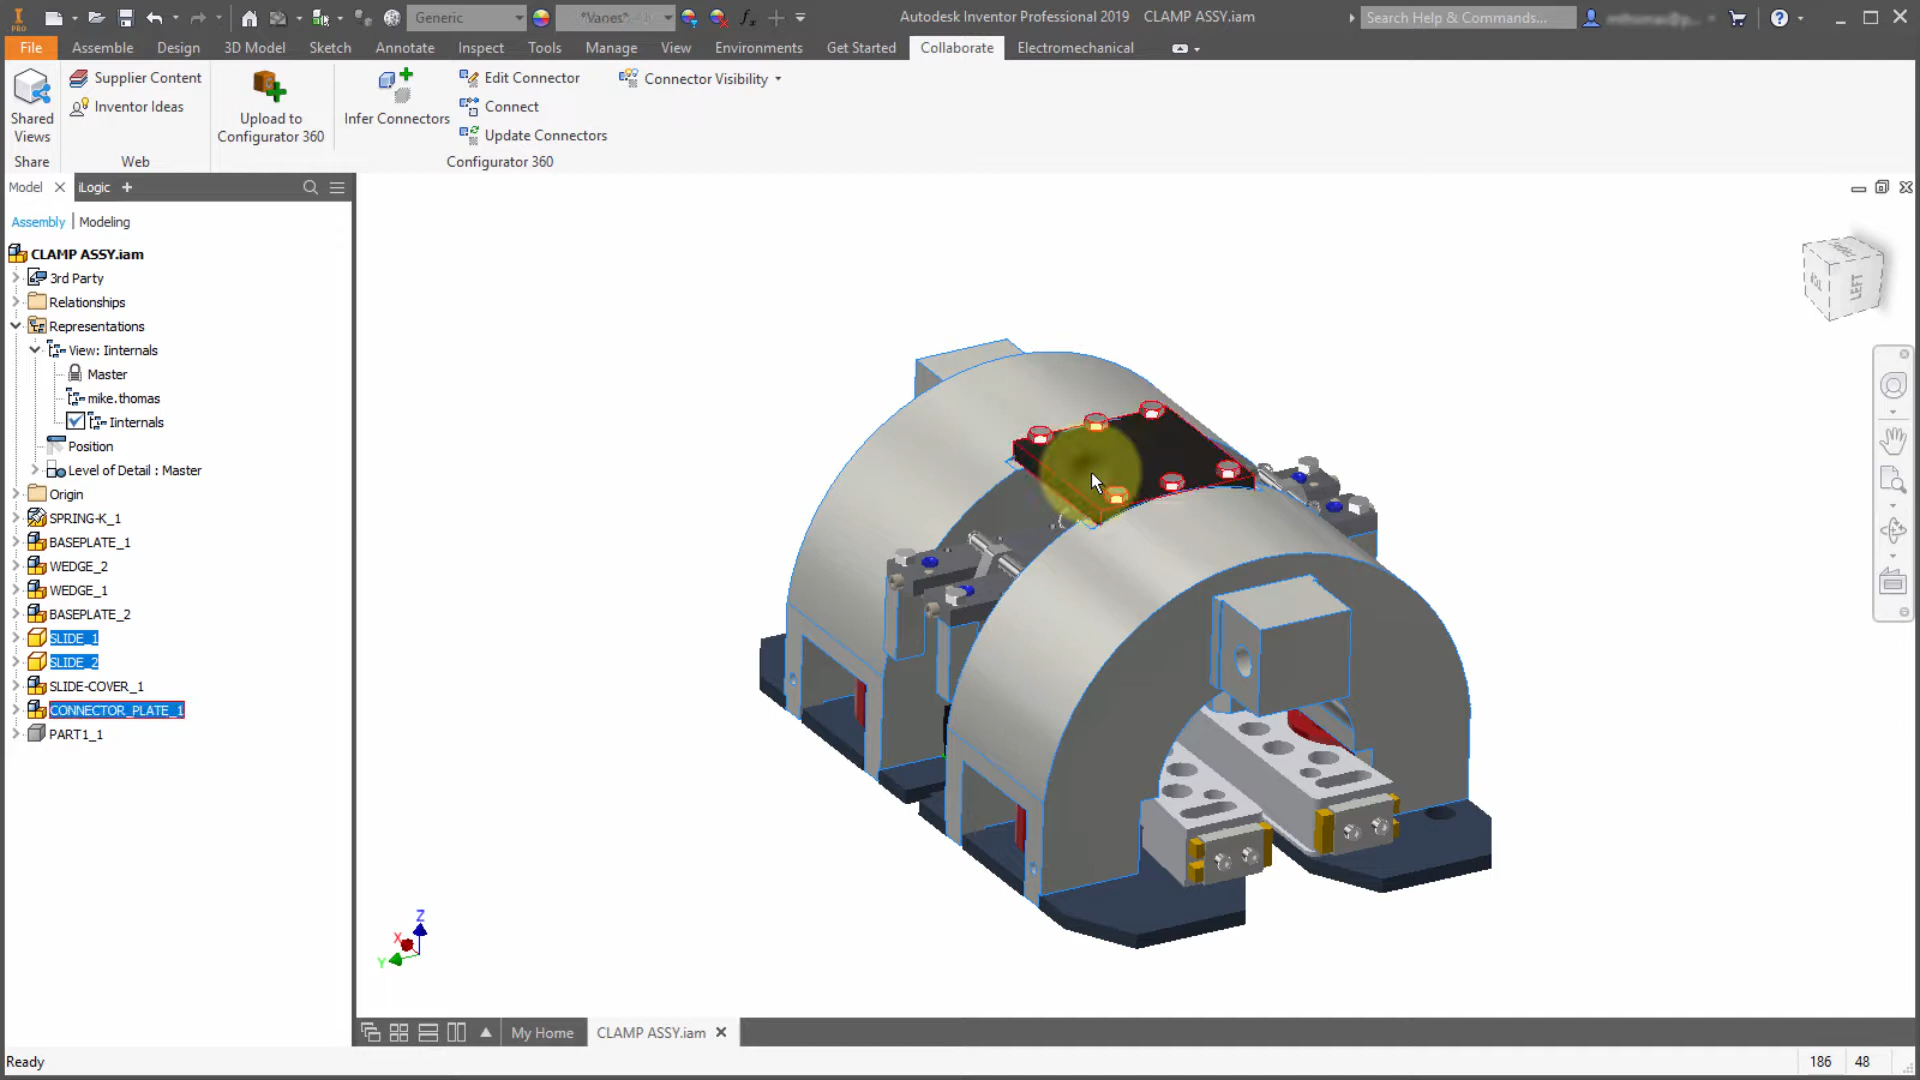 PRO
Generic
*Vanes*
Autodesk Inventor Professional 2019 CLAMP ASSY.iam
Search Help & Commands...
File Assemble Design 3D Model Sketch Annotate Inspect Tools Manage View Environments Get Started Collaborate Electromechanical
Shared Views
Supplier Content
Inventor Ideas
Upload to Configurator 360
Infer Connectors
Edit Connector
Connect
Update Connectors
Connector Visibility
Share Web Configurator 360
Model iLogic +
Assembly | Modeling
CLAMP ASSY.iam
3rd Party
Relationships
Representations
View: Iinternals
Master
mike.thomas
Iinternals
Position
Level of Detail : Master
Origin
SPRING-K_1
BASEPLATE_1
WEDGE_2
WEDGE_1
BASEPLATE_2
SLIDE_1
SLIDE_2
SLIDE-COVER_1
CONNECTOR_PLATE_1
PART1_1
LEFT
Z
X
Y
My Home CLAMP ASSY.iam
Ready
186 48